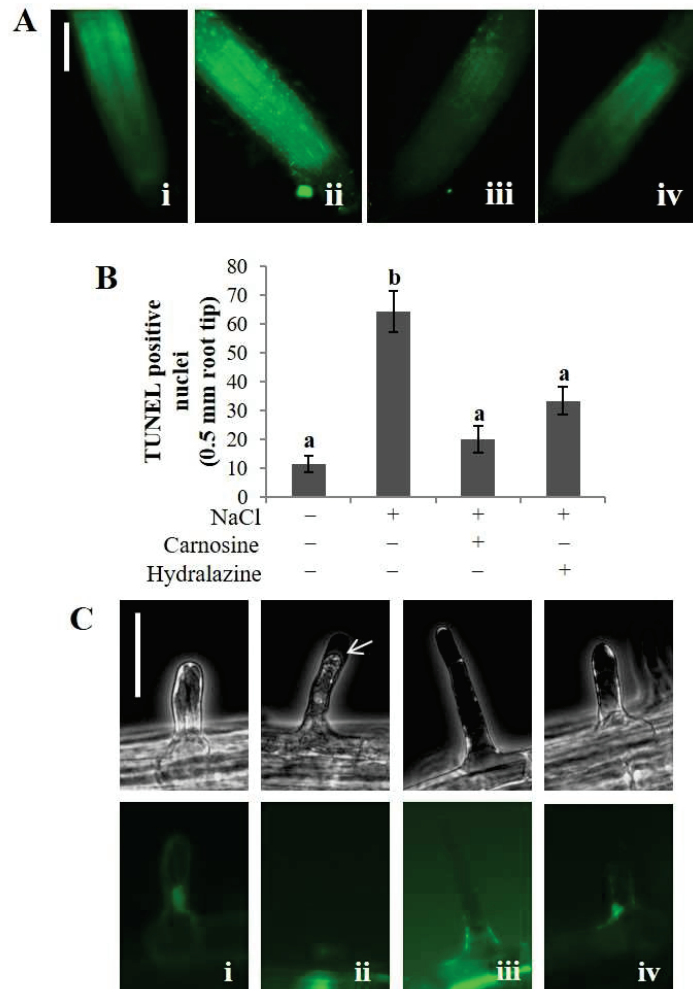 A
i ii iii iv
B
TUNEL positive
nuclei
(0.5 mm root tip)
80
70
60
50
40
30
20
10
0
a b a a
NaCl – + + +
Carnosine – – + –
Hydralazine – – – +
C
i ii iii iv